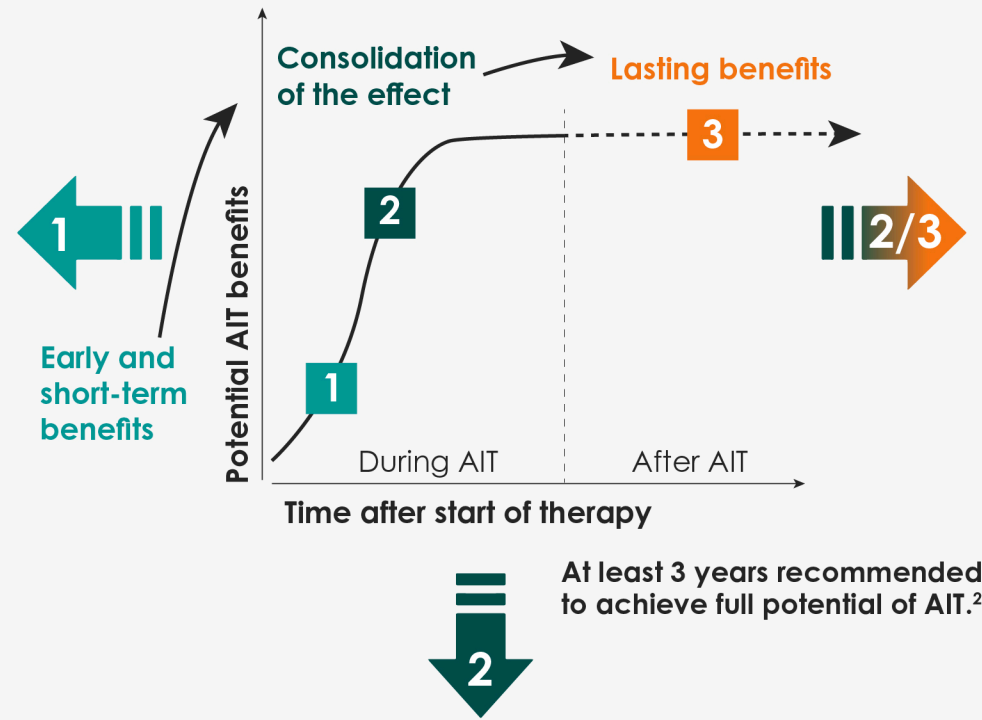 Consolidation
of the effect
Lasting benefits
3
2
1
2/3
1
Early and
short-term
benefits
Potential AIT benefits
During AIT
After AIT
Time after start of therapy
At least 3 years recommended
to achieve full potential of AIT.²
2